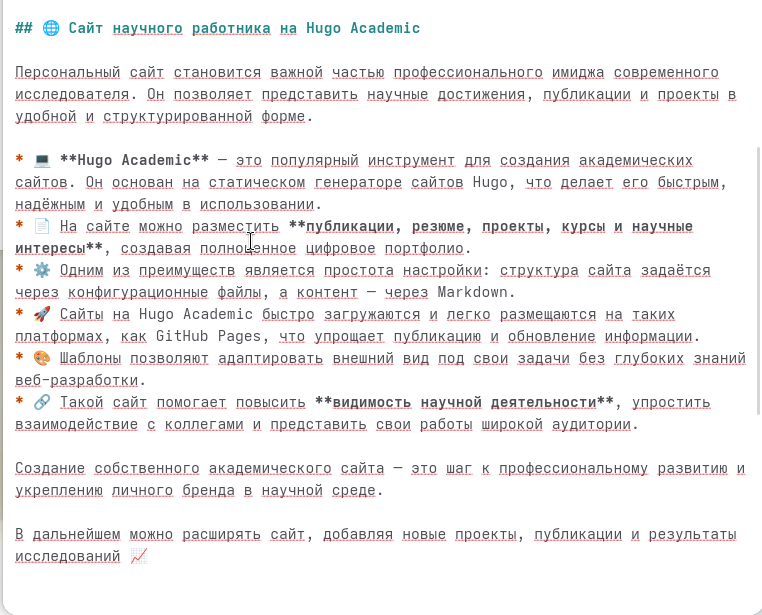 ## 🌐 Сайт научного работника на Hugo Academic
Персональный сайт становится важной частью профессионального имиджа современного
исследователя. Он позволяет представить научные достижения, публикации и проекты в
удобной и структурированной форме.
* 💻 **Hugo Academic** — это популярный инструмент для создания академических
сайтов. Он основан на статическом генераторе сайтов Hugo, что делает его быстрым,
надёжным и удобным в использовании.
* 📄 На сайте можно разместить **публикации, резюме, проекты, курсы и научные
интересы**, создавая полноценное цифровое портфолио.
* ⚙️ Одним из преимуществ является простота настройки: структура сайта задаётся
через конфигурационные файлы, а контент — через Markdown.
* 🚀 Сайты на Hugo Academic быстро загружаются и легко размещаются на таких
платформах, как GitHub Pages, что упрощает публикацию и обновление информации.
* 🎨 Шаблоны позволяют адаптировать внешний вид под свои задачи без глубоких знаний
веб-разработки.
* 🔗 Такой сайт помогает повысить **видимость научной деятельности**, упростить
взаимодействие с коллегами и представить свои работы широкой аудитории.
Создание собственного академического сайта — это шаг к профессиональному развитию и
укреплению личного бренда в научной среде.
В дальнейшем можно расширять сайт, добавляя новые проекты, публикации и результаты
исследований 📈